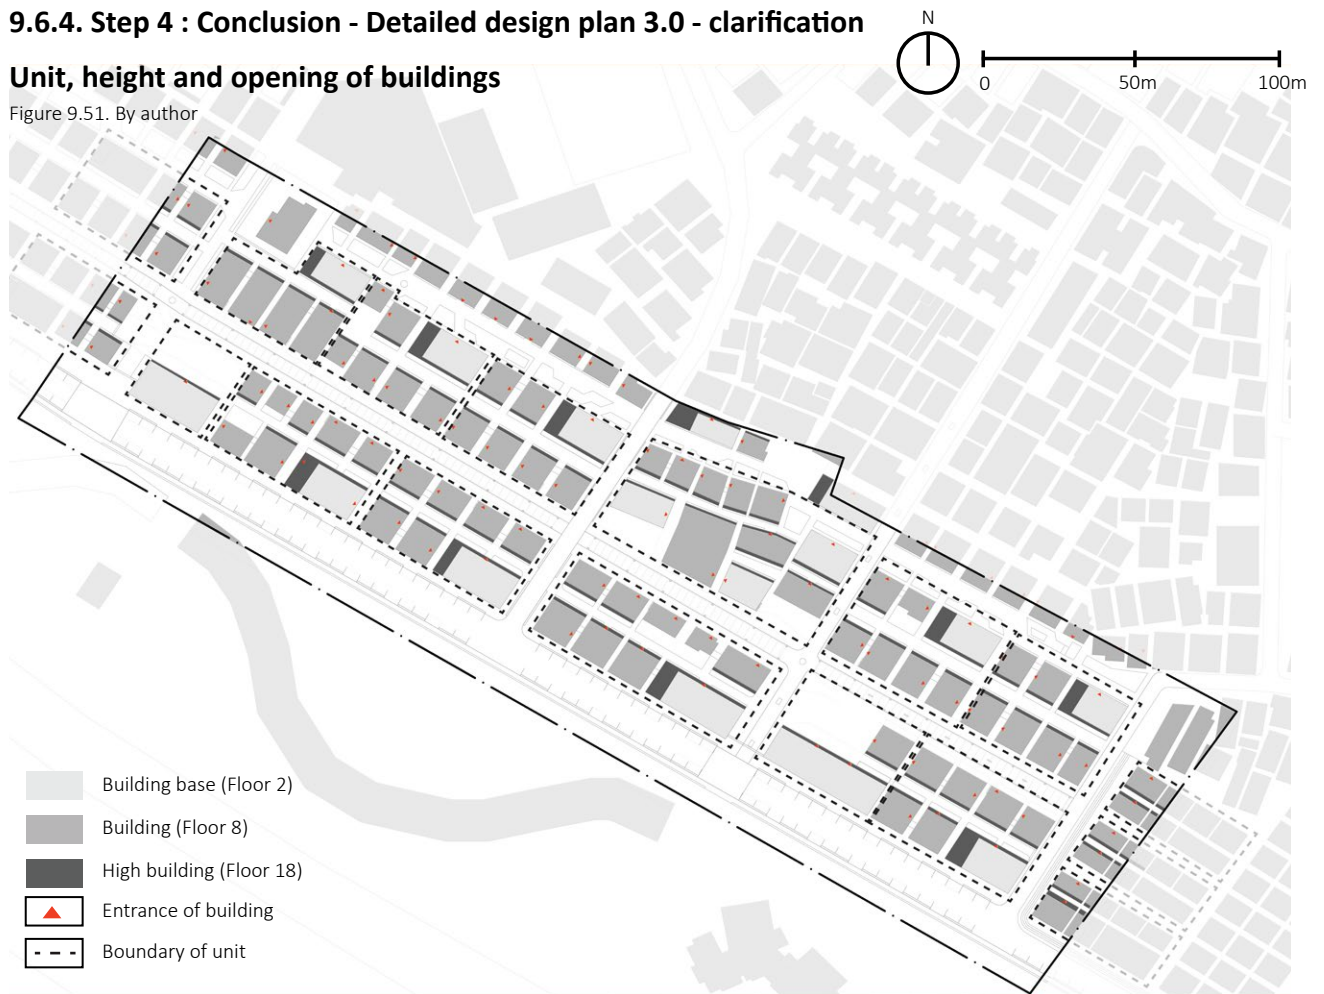 9.6.4. Step 4 : Conclusion - Detailed design plan 3.0 - clarification
Unit, height and opening of buildings
Figure 9.51. By author
N
0 50m 100m
Building base (Floor 2)
Building (Floor 8)
High building (Floor 18)
Entrance of building
Boundary of unit